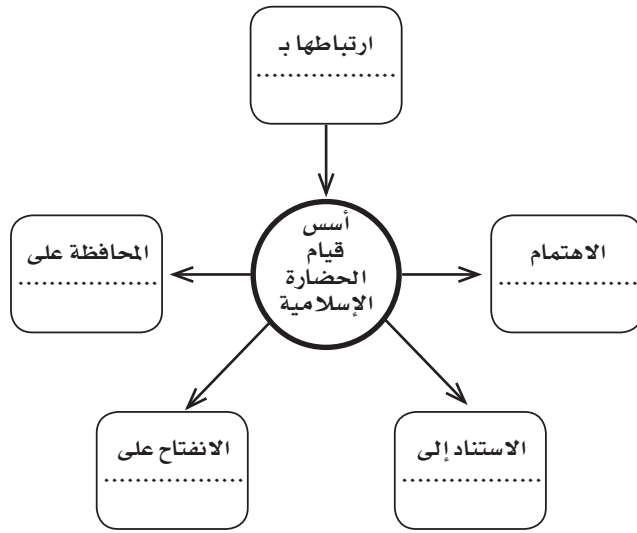 ارتباطها بـ
....................
أسس
قيام
الحضارة
الإسلامية
الاهتمام
....................
المحافظة على
....................
الاستناد إلى
....................
الانفتاح على
....................